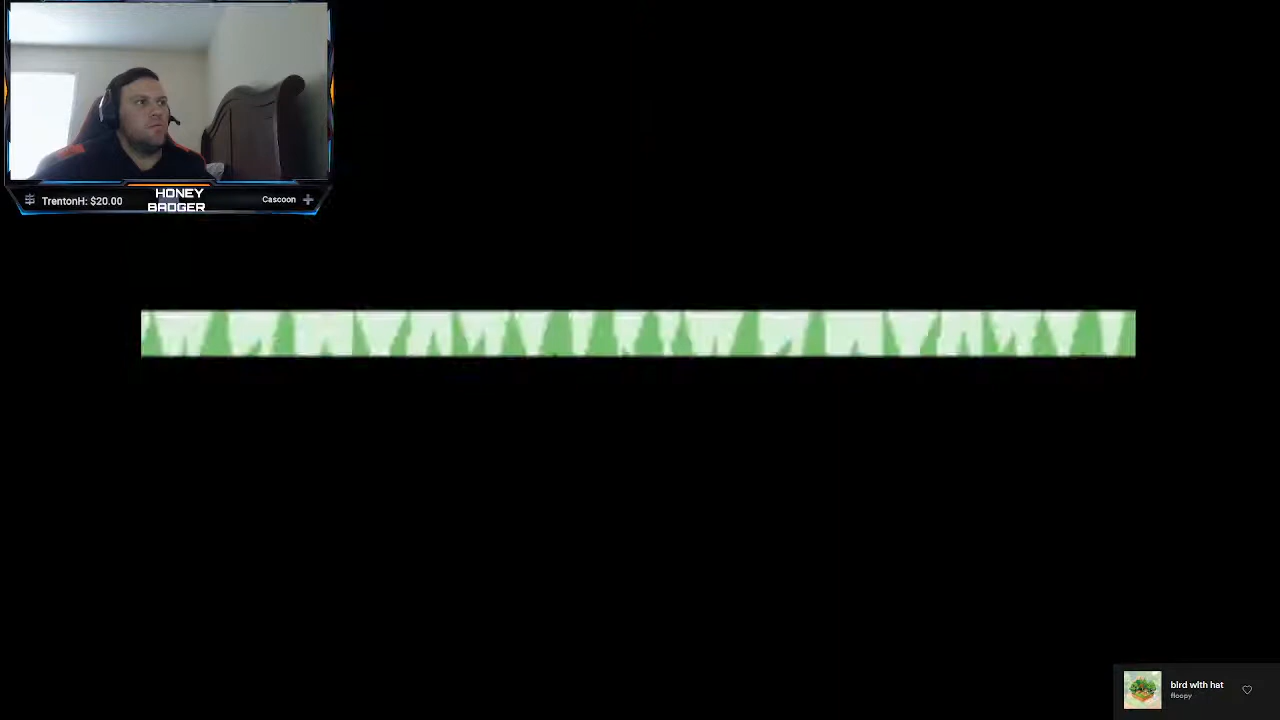 TrentonH: $20.00
HONEY
BADGER
Cascoon
bird with hat
floopy